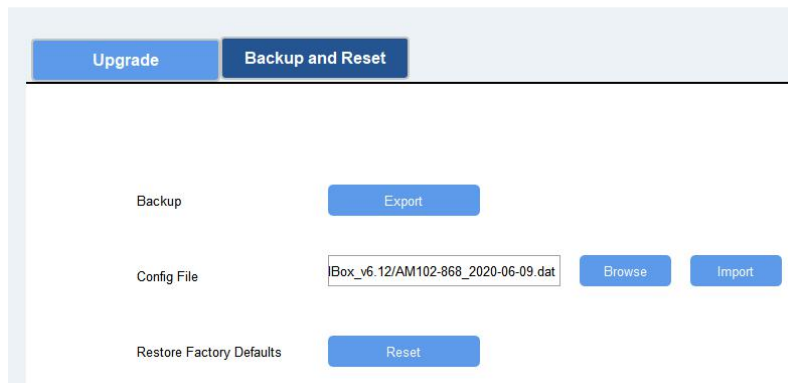 Upgrade
Backup and Reset
Backup
Export
Config File
lBox_v6.12/AM102-868_2020-06-09.dat
Browse
Import
Restore Factory Defaults
Reset